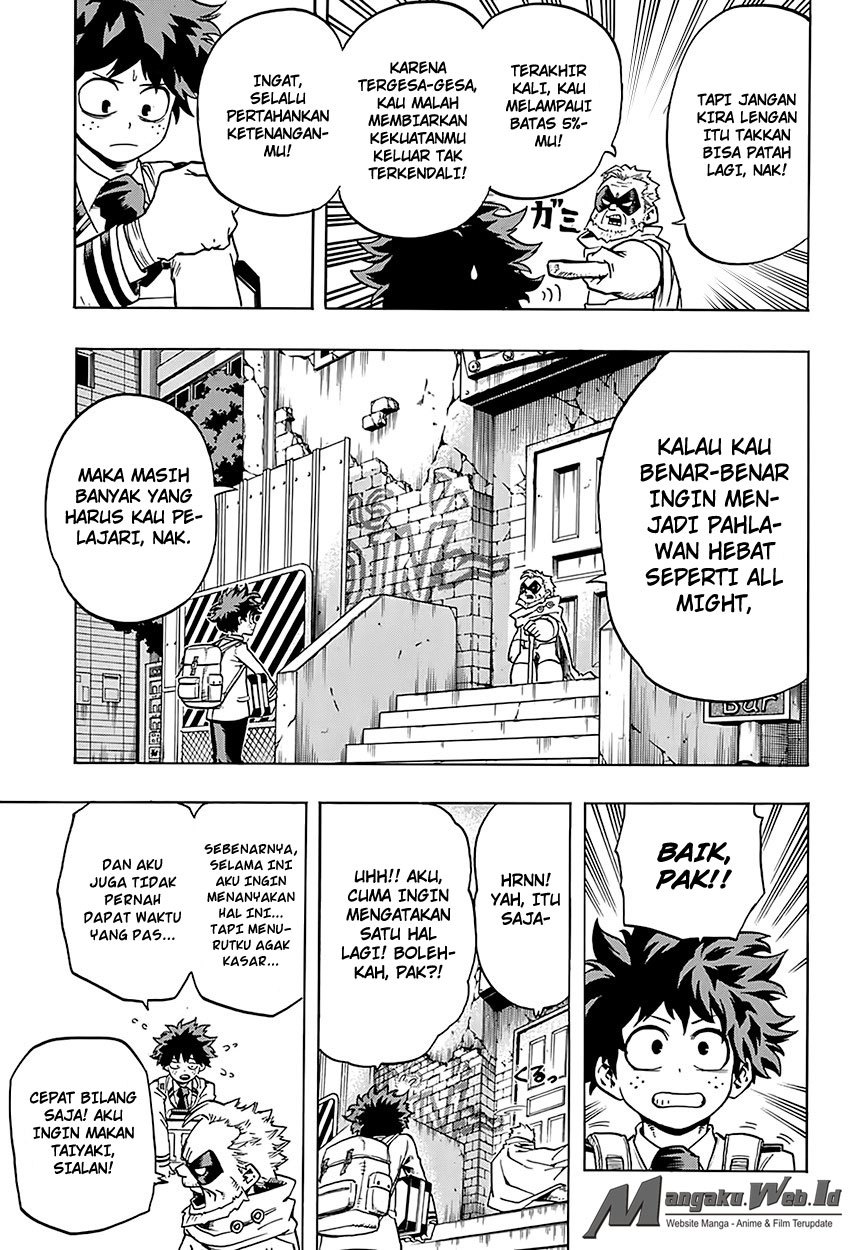 TAPI JANGAN
KIRA LENGAN
ITU TAKKAN
BISA PATAH
LAGI, NAK!
TERAKHIR
KALI, KAU
MELAMPAUI
BATAS 5%-
MU!
KARENA
TERGESA-GESA,
KAU MALAH
MEMBIARKAN
KEKUATANMU
KELUAR TAK
TERKENDALI!
ガミ
INGAT,
SELALU
PERTAHANKAN
KETENANGAN-
MU!
KALAU KAU
BENAR-BENAR
INGIN MEN-
JADI PAHLA-
WAN HEBAT
SEPERTI ALL
MIGHT,
MAKA MASIH
BANYAK YANG
HARUS KAU PE-
LAJARI, NAK.
Bar
BAIK,
PAK!!
HRNN!
YAH, ITU
SAJA-
UHH!! AKU,
CUMA INGIN
MENGATAKAN
SATU HAL
LAGI! BOLEH-
KAH, PAK?!
くるっ
SEBENARNYA,
SELAMA INI
AKU INGIN
MENANYAKAN
HAL INI...
TAPI MENU-
RUTKU AGAK
KASAR...
DAN AKU
JUGA TIDAK
PERNAH
DAPAT WAKTU
YANG PAS...
CEPAT BILANG
SAJA! AKU
INGIN MAKAN
TAIYAKI,
SIALAN!
Mangaku.Web.Id
Website Manga - Anime & Film Terupdate